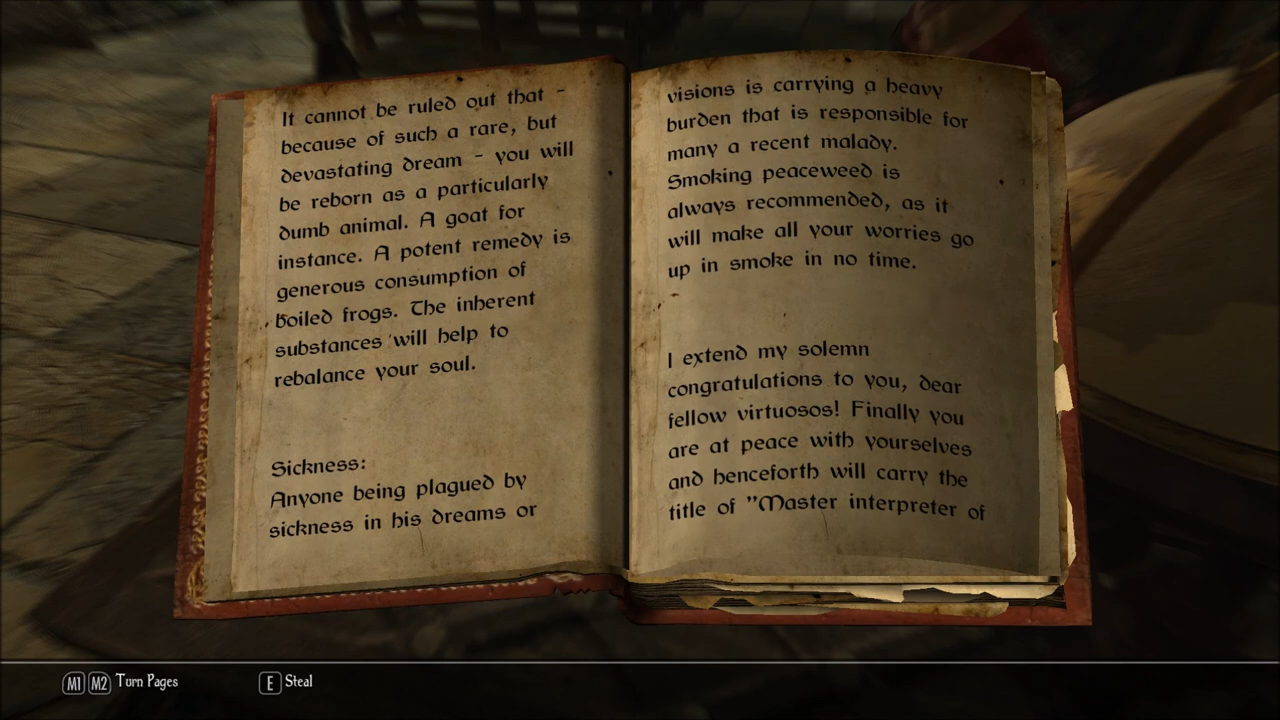 It cannot be ruled out that -
because of such a rare, but
devastating dream - you will
be reborn as a particularly
dumb animal. A goat for
instance. A potent remedy is
generous consumption of
boiled frogs. The inherent
substances will help to
rebalance your soul.
Sickness:
Anyone being plagued by
sickness in his dreams or
visions is carrying a heavy
burden that is responsible for
many a recent malady.
Smoking peaceweed is
always recommended, as it
will make all your worries go
up in smoke in no time.
I extend my solemn
congratulations to you, dear
fellow virtuosos! Finally you
are at peace with yourselves
and henceforth will carry the
title of "Master interpreter of
M1 M2 Turn Pages
E Steal